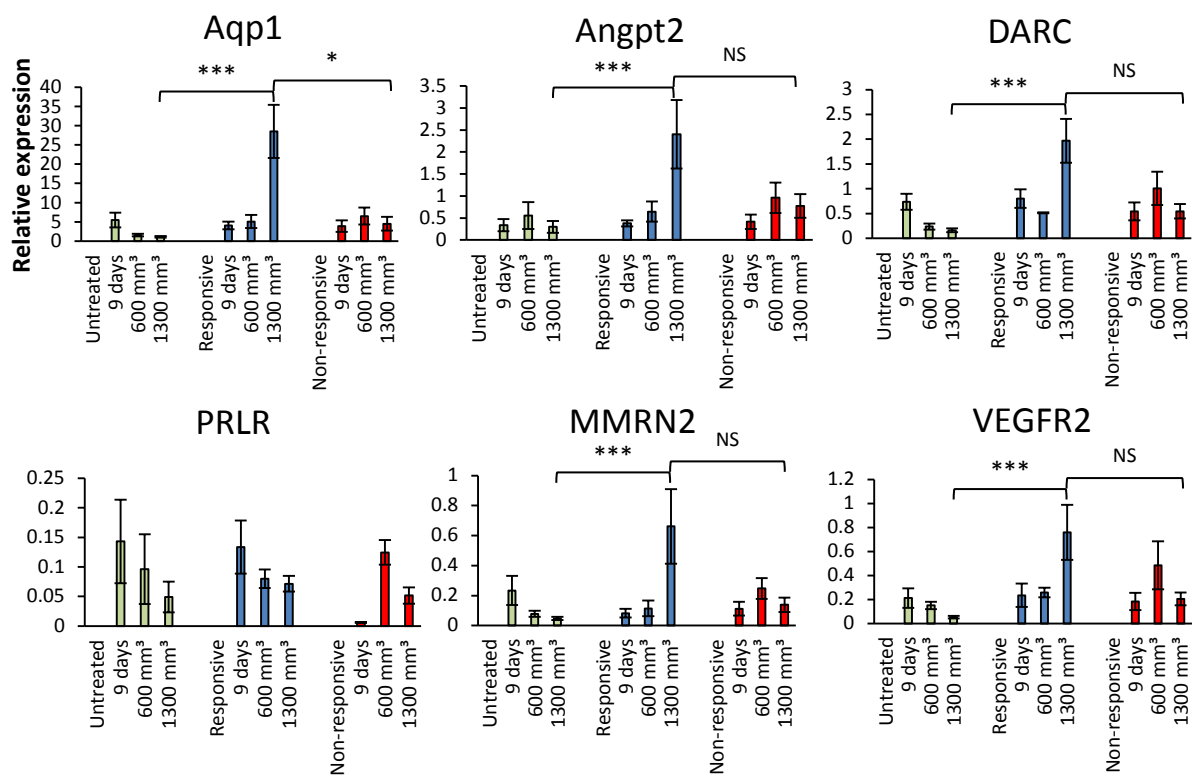 Aqp1
*** *
Relative expression
40
35
30
25
20
15
10
5
0
Untreated
9 days
600 mm³
1300 mm³
Responsive
9 days
600 mm³
1300 mm³
Non-responsive
9 days
600 mm³
1300 mm³
Angpt2
*** NS
3.5
3
2.5
2
1.5
1
0.5
0
Untreated
9 days
600 mm³
1300 mm³
Responsive
9 days
600 mm³
1300 mm³
Non-responsive
9 days
600 mm³
1300 mm³
DARC
*** NS
3
2.5
2
1.5
1
0.5
0
Untreated
9 days
600 mm³
1300 mm³
Responsive
9 days
600 mm³
1300 mm³
Non-responsive
9 days
600 mm³
1300 mm³
PRLR
0.25
0.2
0.15
0.1
0.05
0
Untreated
9 days
600 mm³
1300 mm³
Responsive
9 days
600 mm³
1300 mm³
Non-responsive
9 days
600 mm³
1300 mm³
MMRN2
*** NS
1
0.8
0.6
0.4
0.2
0
Untreated
9 days
600 mm³
1300 mm³
Responsive
9 days
600 mm³
1300 mm³
Non-responsive
9 days
600 mm³
1300 mm³
VEGFR2
*** NS
1.2
1
0.8
0.6
0.4
0.2
0
Untreated
9 days
600 mm³
1300 mm³
Responsive
9 days
600 mm³
1300 mm³
Non-responsive
9 days
600 mm³
1300 mm³